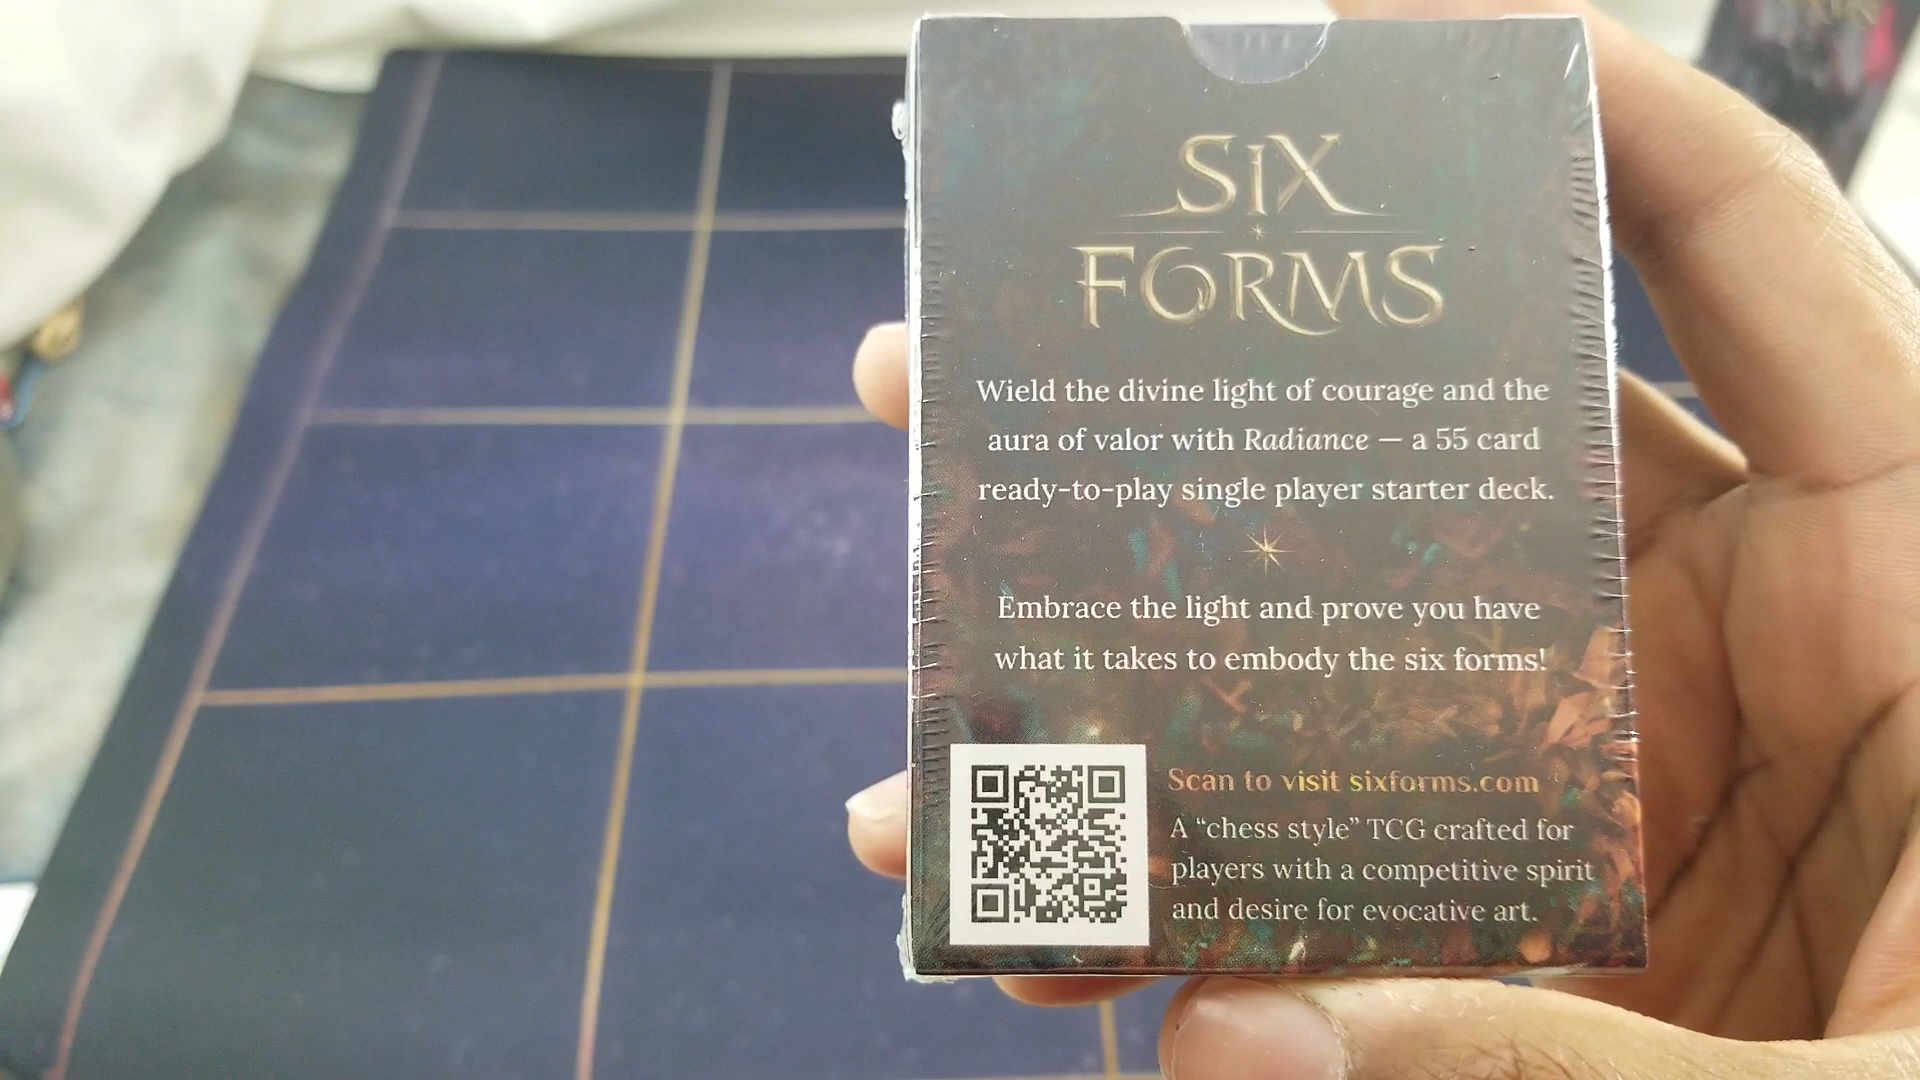 SIX
FORMS
Wield the divine light of courage and the
aura of valor with Radiance — a 55 card
ready-to-play single player starter deck.
Embrace the light and prove you have
what it takes to embody the six forms!
Scan to visit sixforms.com
A “chess style” TCG crafted for
players with a competitive spirit
and desire for evocative art.